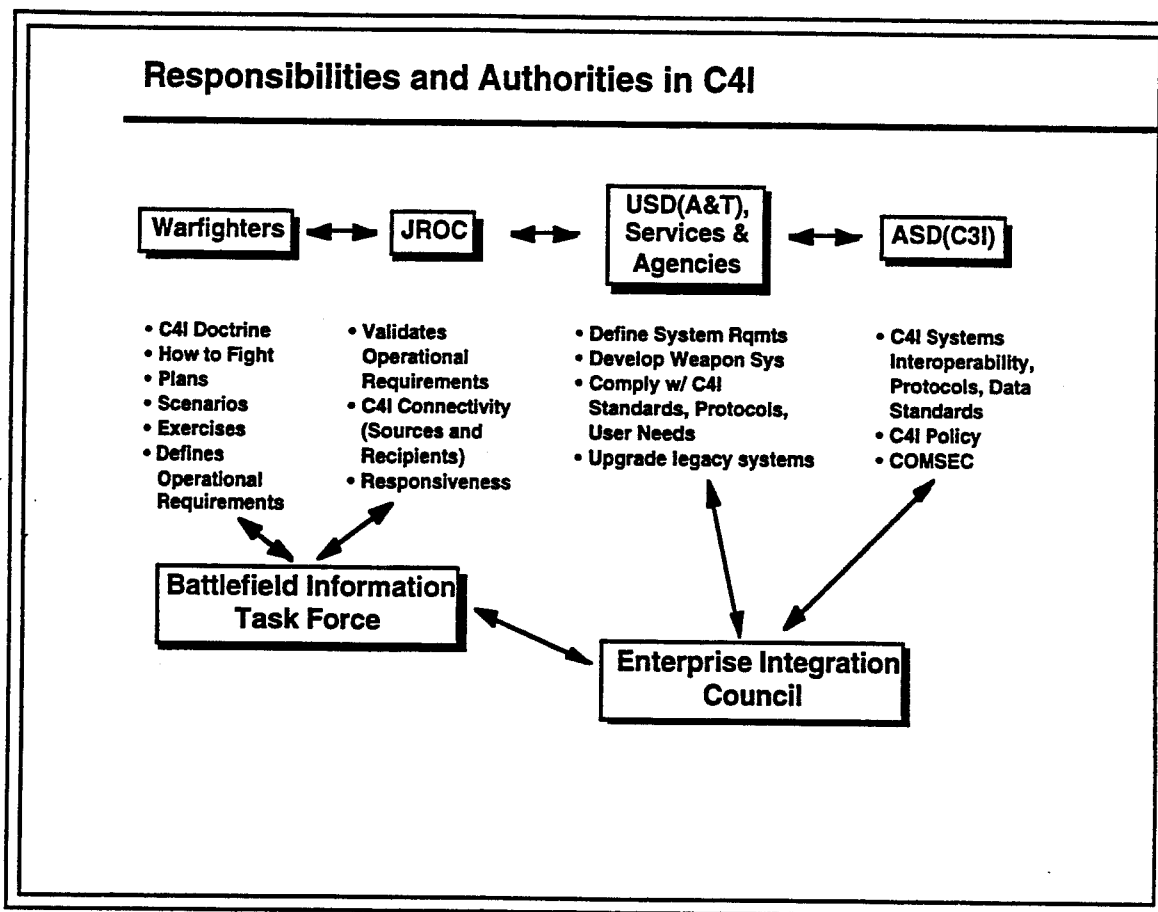 Responsibilities and Authorities in C4I
Warfighters
JROC
USD(A&T),
Services &
Agencies
ASD(C3I)
• C4I Doctrine
• How to Fight
• Plans
• Scenarios
• Exercises
• Defines
Operational
Requirements
• Validates
Operational
Requirements
• C4I Connectivity
(Sources and
Recipients)
• Responsiveness
• Define System Rqmts
• Develop Weapon Sys
• Comply w/ C4I
Standards, Protocols,
User Needs
• Upgrade legacy systems
• C4I Systems
Interoperability,
Protocols, Data
Standards
• C4I Policy
• COMSEC
Battlefield Information
Task Force
Enterprise Integration
Council